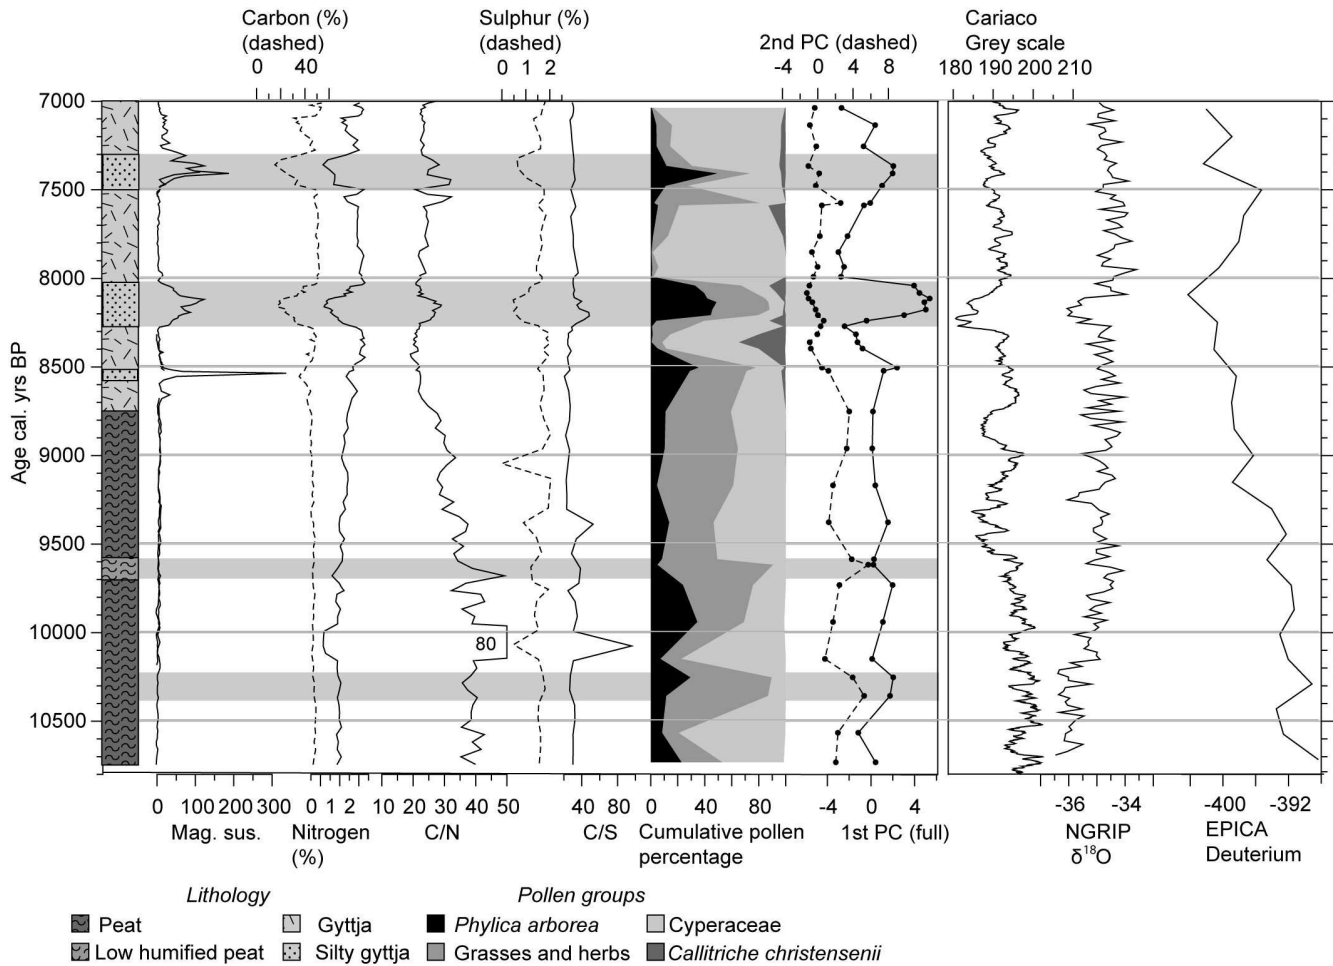 Carbon (%)
(dashed)
0 40
Sulphur (%)
(dashed)
0 1 2
2nd PC (dashed)
-4 0 4 8
Cariaco
Grey scale
180 190 200 210
Age cal. yrs BP
7000
7500
8000
8500
9000
9500
10000
10500
80
0 100 200 300
Mag. sus.
0 1 2
Nitrogen
(%)
10 20 30 40 50
C/N
40 80
C/S
0 40 80
Cumulative pollen
percentage
-4 0 4
1st PC (full)
-36 -34
NGRIP
δ¹⁸O
-400 -392
EPICA
Deuterium
Lithology
Peat
Gyttja
Low humified peat
Silty gyttja
Pollen groups
Phylica arborea
Cyperaceae
Grasses and herbs
Callitriche christensenii